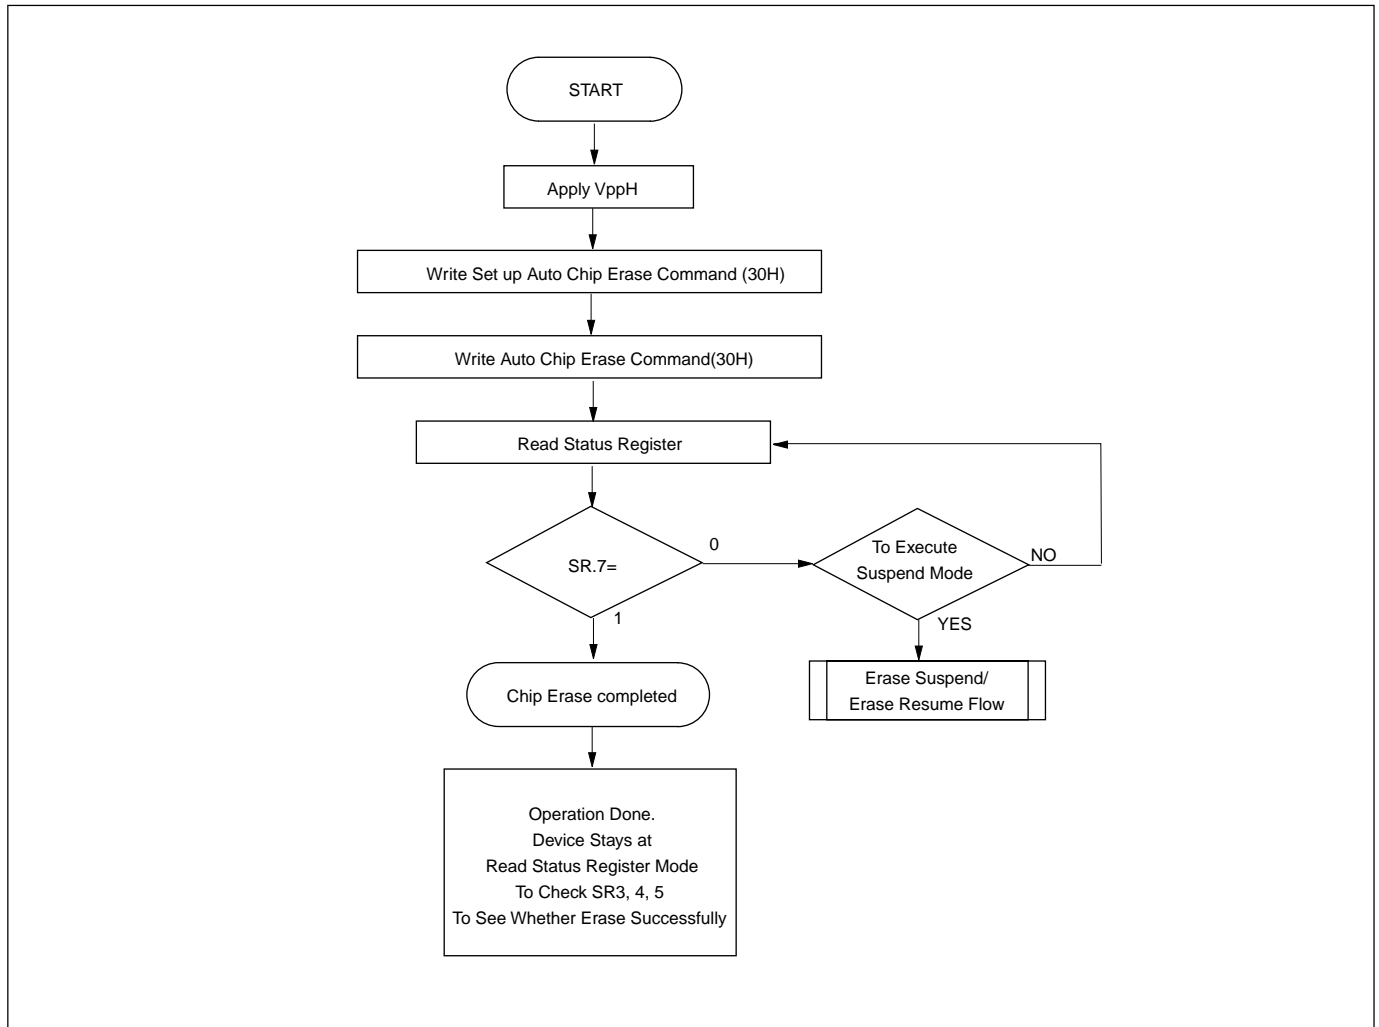 START
Apply VppH
Write Set up Auto Chip Erase Command (30H)
Write Auto Chip Erase Command(30H)
Read Status Register
SR.7=
0
To Execute
Suspend Mode
NO
1
YES
Chip Erase completed
Erase Suspend/
Erase Resume Flow
Operation Done.
Device Stays at
Read Status Register Mode
To Check SR3, 4, 5
To See Whether Erase Successfully